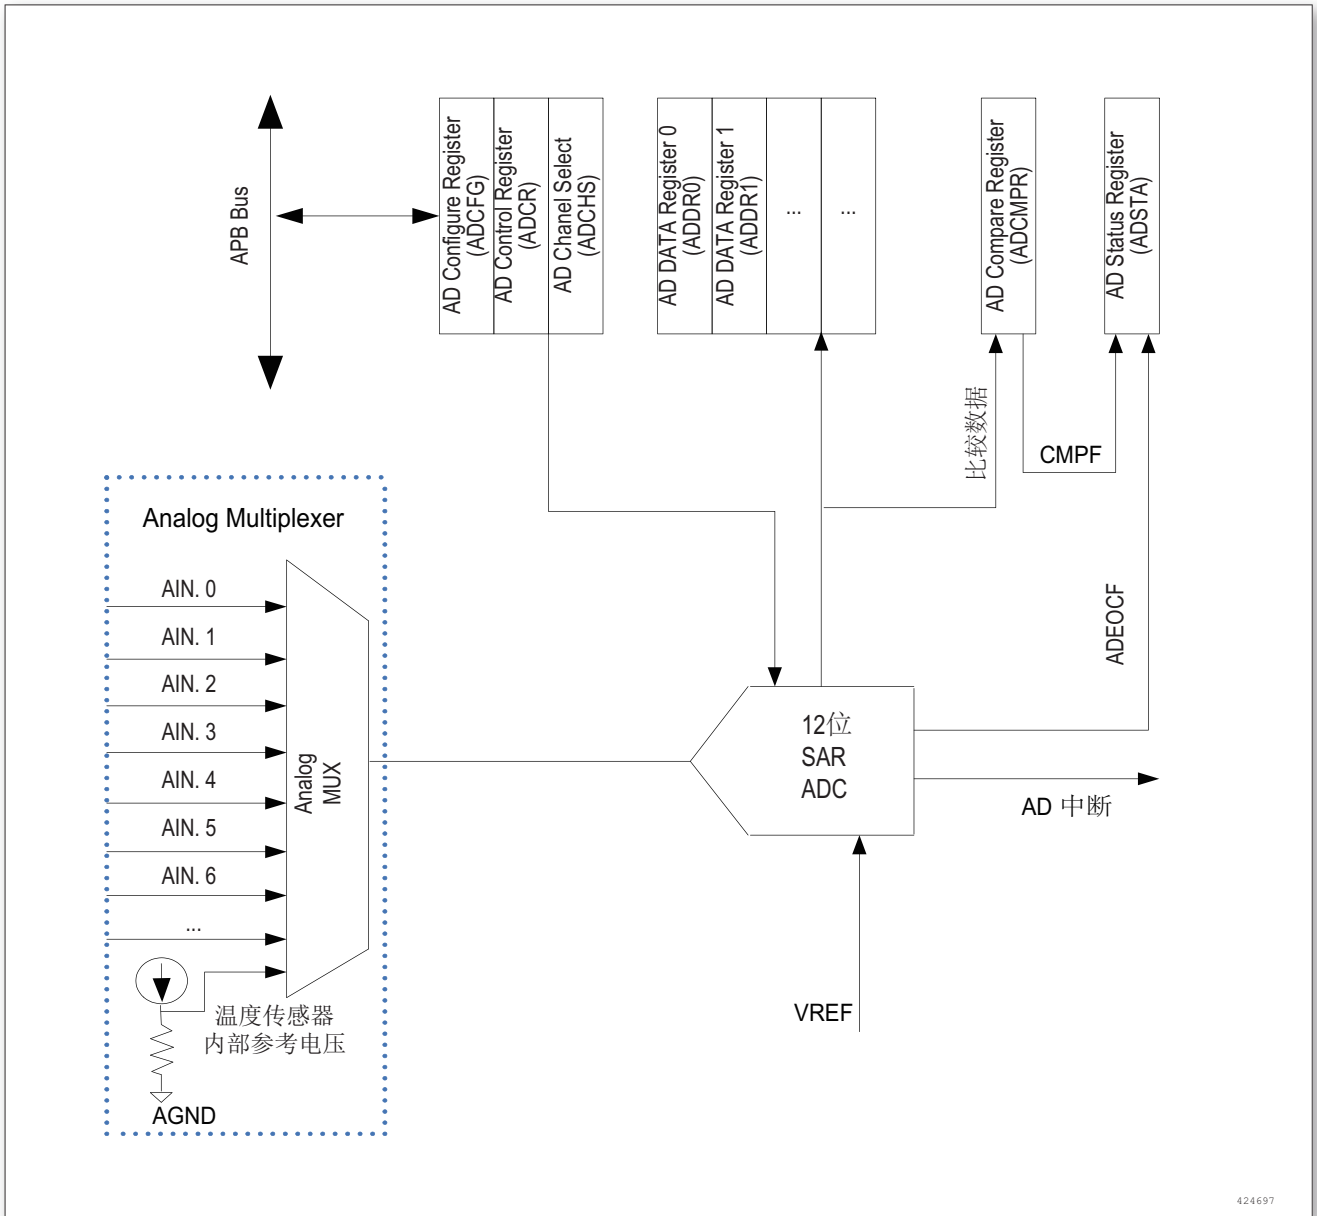 APB Bus
AD Configure Register
(ADCFG)
AD Control Register
(ADCR)
AD Channel Select
(ADCHS)
AD DATA Register 0
(ADDR0)
AD DATA Register 1
(ADDR1)
...
...
AD Compare Register
(ADCMPR)
AD Status Register
(ADSTA)
比较数据
CMPF
ADEOCF
Analog Multiplexer
AIN. 0
AIN. 1
AIN. 2
AIN. 3
AIN. 4
AIN. 5
AIN. 6
...
Analog
MUX
温度传感器
内部参考电压
AGND
12位
SAR
ADC
AD 中断
VREF
424697